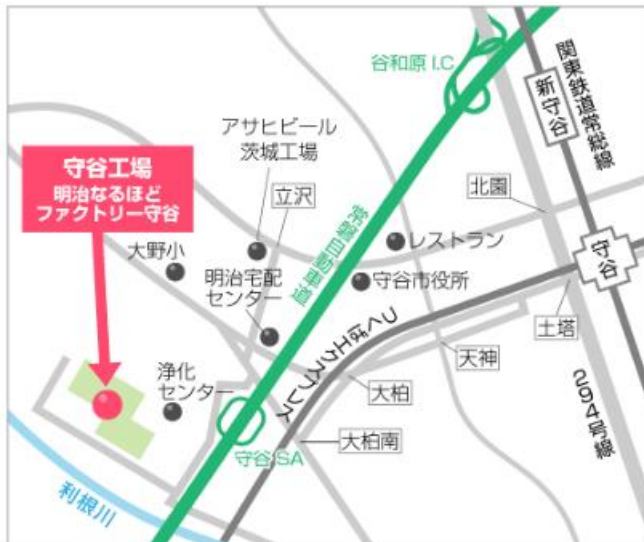 谷和原 I.C
関東鉄道常総線
新守谷
アサヒビール
茨城工場
守谷工場
明治なるほど
ファクトリー守谷
立沢
北園
常磐自動車道
レストラン
守谷
大野小
明治宅配
センター
守谷市役所
土塔
つくばエクスプレス
天神
浄化
センター
大柏
294号線
大柏南
守谷 SA
利根川